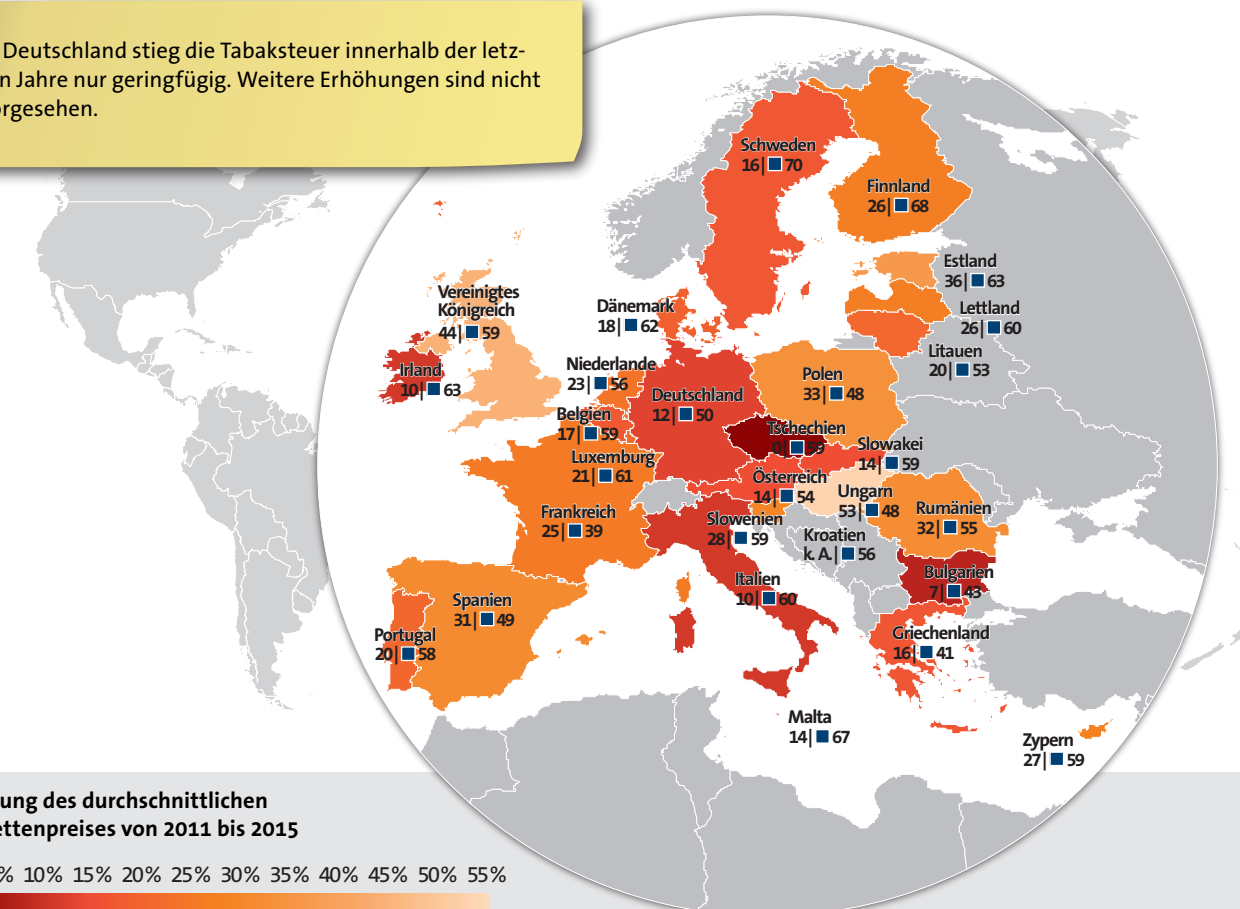 Deutschland stieg die Tabaksteuer innerhalb der letz-
n Jahre nur geringfügig. Weitere Erhöhungen sind nicht
rgesehen.
Schweden
16| 70
Finnland
26| 68
Estland
36| 63
Vereinigtes
Königreich
44| 59
Dänemark
18| 62
Lettland
26| 60
Litauen
20| 53
Irland
10| 63
Niederlande
23| 56
Polen
33| 48
Deutschland
12| 50
Belgien
17| 59
Tschechien
0| 59
Slowakei
14| 59
Luxemburg
21| 61
Österreich
14| 54
Ungarn
53| 48
Rumänien
32| 55
Frankreich
25| 39
Slowenien
28| 59
Kroatien
k. A.| 56
Italien
10| 60
Bulgarien
7| 43
Spanien
31| 49
Portugal
20| 58
Griechenland
16| 41
Malta
14| 67
Zypern
27| 59
ung des durchschnittlichen
ettenpreises von 2011 bis 2015
% 10% 15% 20% 25% 30% 35% 40% 45% 50% 55%